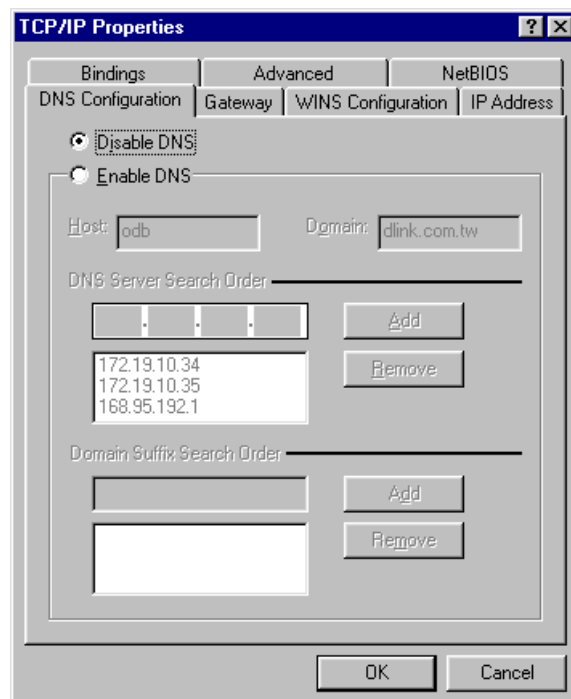 TCP/IP Properties
Bindings
Advanced
NetBIOS
DNS Configuration
Gateway
WINS Configuration
IP Address
Disable DNS
Enable DNS
Host: odb
Domain: dlink.com.tw
DNS Server Search Order
. . .
Add
172.19.10.34
172.19.10.35
168.95.192.1
Remove
Domain Suffix Search Order
Add
Remove
OK
Cancel